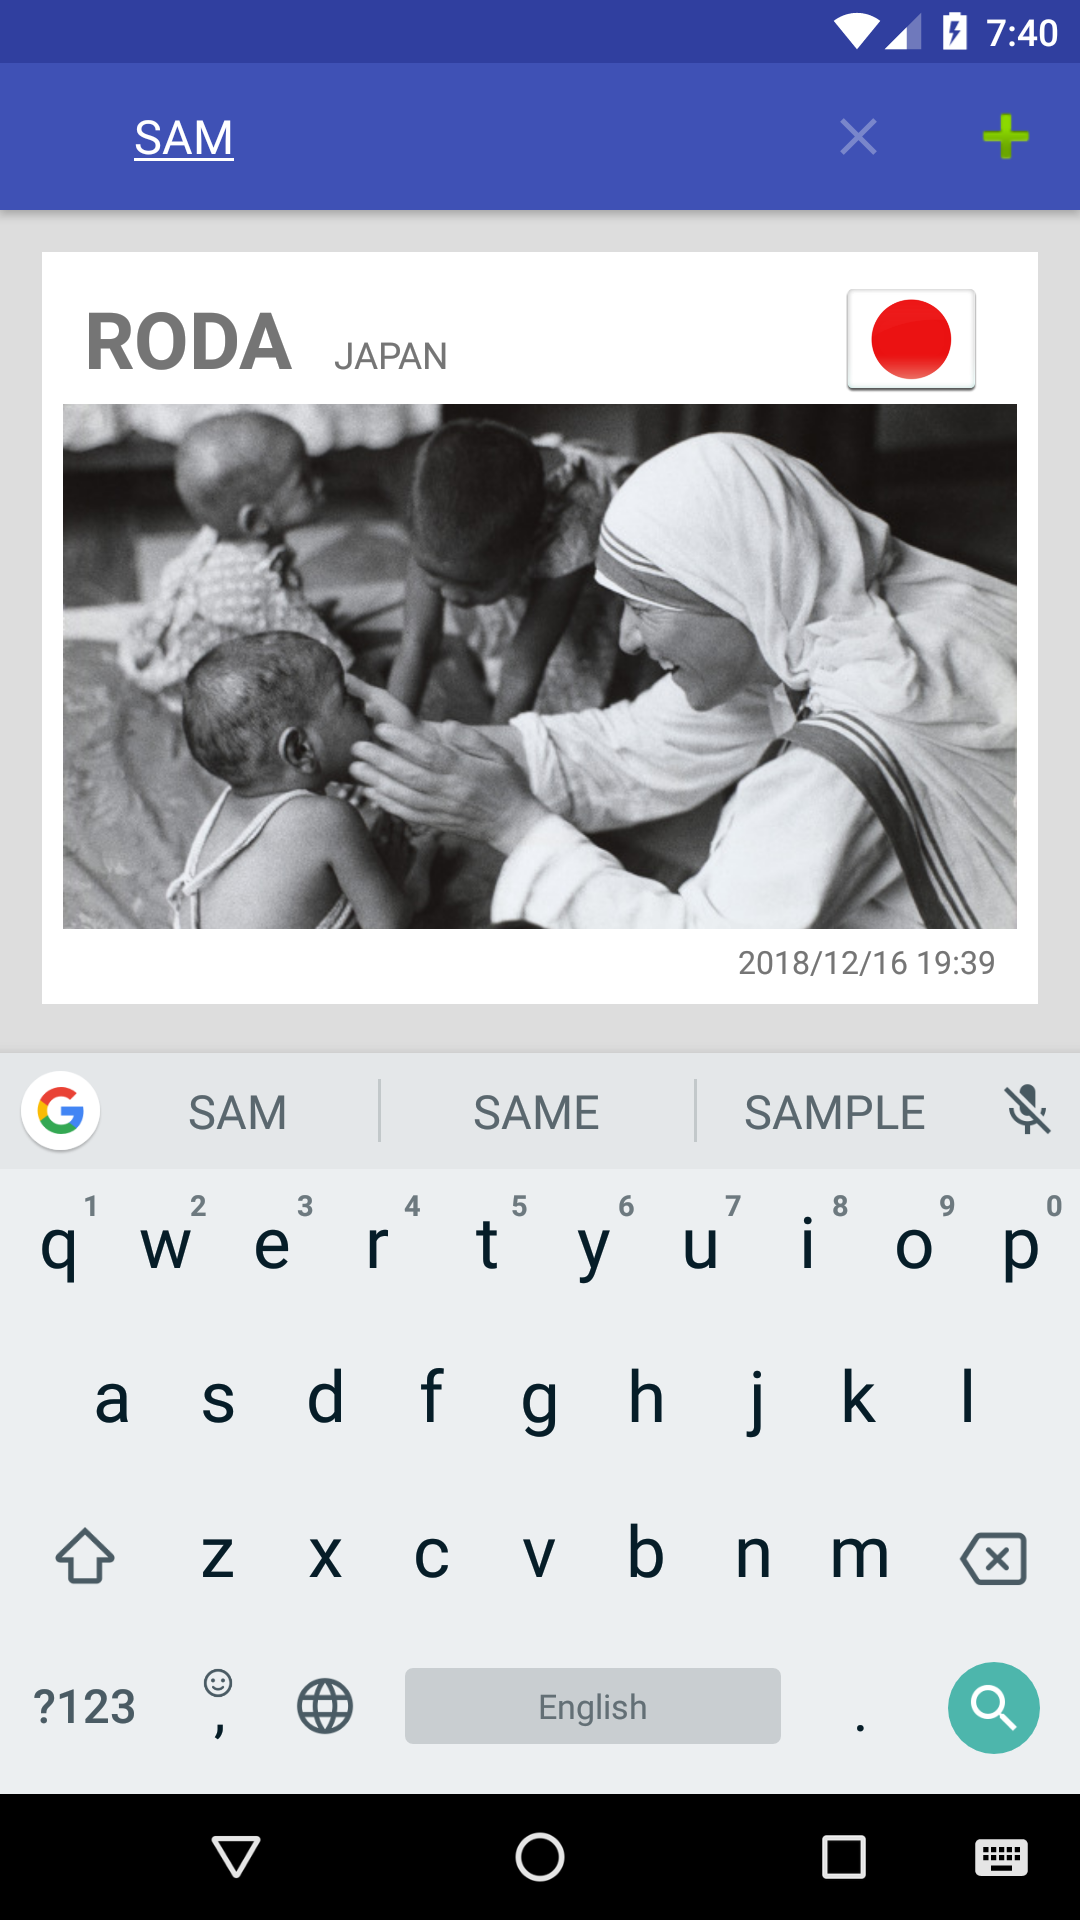 7:40
SAM
RODA JAPAN
2018/12/16 19:39
SAM SAME SAMPLE
1 2 3 4 5 6 7 8 9 0
q w e r t y u i o p
a s d f g h j k l
z x c v b n m
?123 , English .